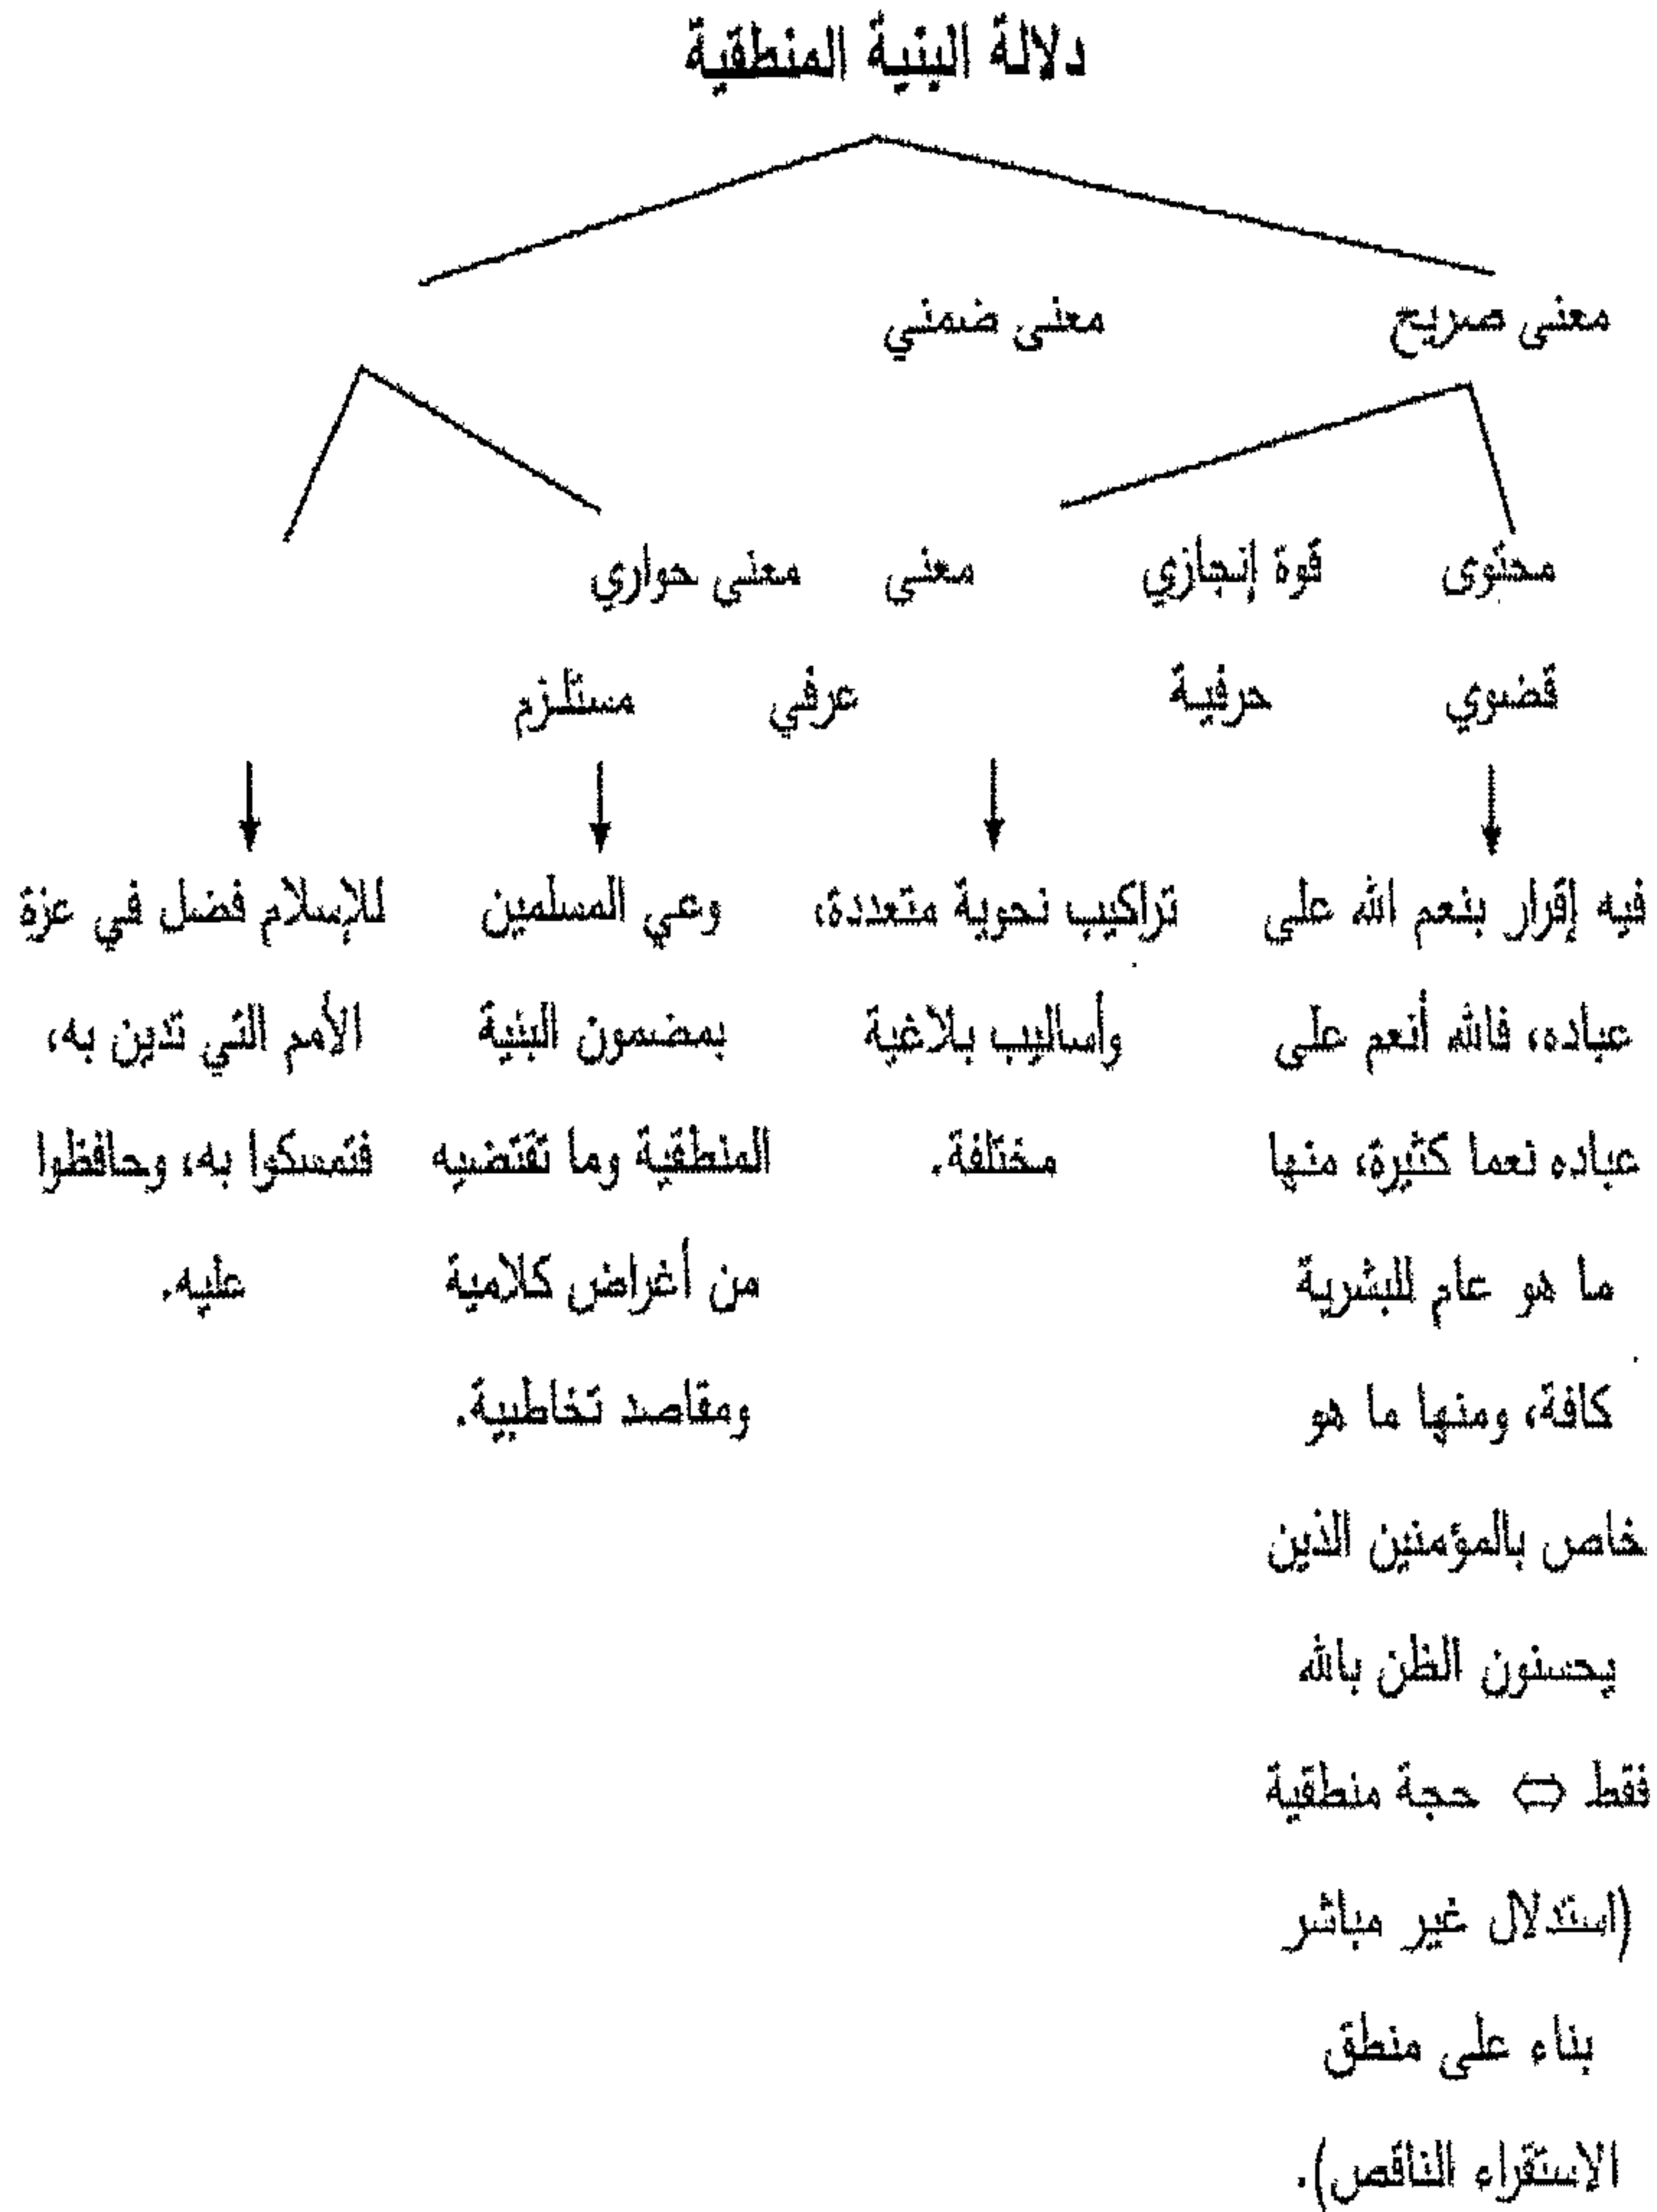 دلالة البنية المنطقية
معنى صريح معنى ضمني
محتوى قوة إنجازي معنى معنى حواري
قضوي حرفية عرفي مستلزم
فيه إقرار بنعم الله على تراكيب نحوية متعددة، وعي المسلمين للإسلام فضل في عزة
عباده، فالله أنعم على وأساليب بلاغية بمضمون البنية الأمم التي تدين به،
عباده نعما كثيرة، منها مختلفة. المنطقية وما تقتضيه فتمسكوا به، وحافظوا
ما هو عام للبشرية من أغراض كلامية عليه.
كافة، ومنها ما هو ومقاصد تخاطبية.
خاص بالمؤمنين الذين
يحسنون الظن بالله
فقط ⇔ حجة منطقية
(استدلال غير مباشر
بناء على منطق
الاستقراء الناقص).